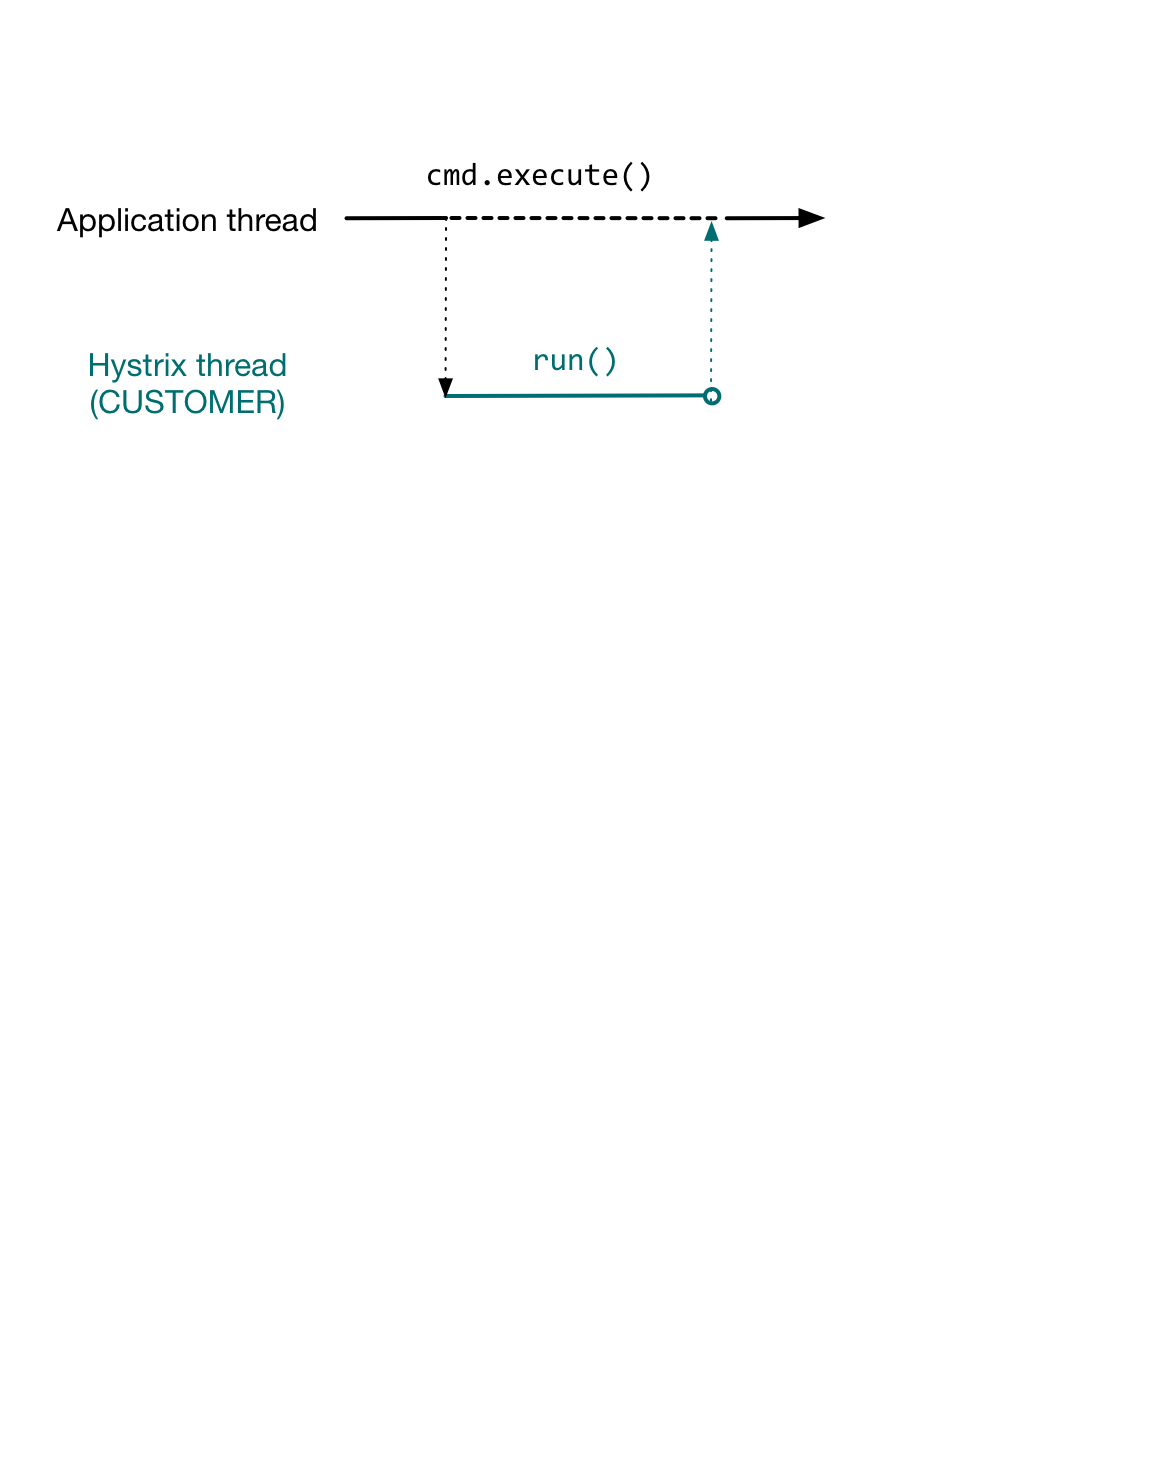 cmd.execute()
Application thread
Hystrix thread
(CUSTOMER)
run()